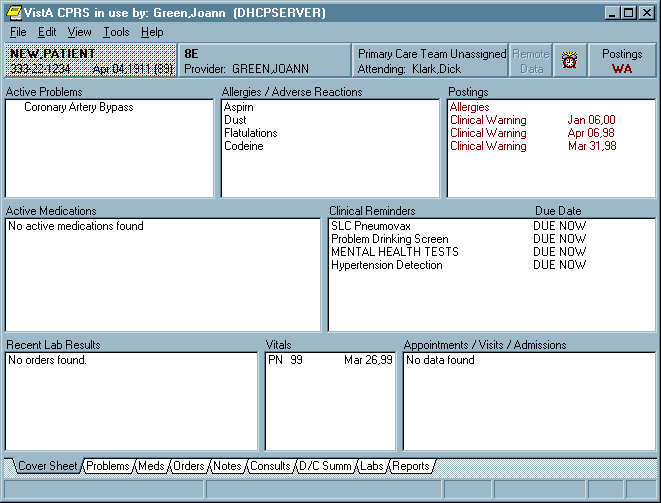 VistA CPRS in use by: Green,Joann (DHCPSERVER)
File Edit View Tools Help
NEW,PATIENT
333-22-1234 Apr 04,1911 (89)
8E
Provider: GREEN,JOANN
Primary Care Team Unassigned
Attending: Klark,Dick
Remote
Data
Postings
WA
Active Problems
Coronary Artery Bypass
Allergies / Adverse Reactions
Aspirn
Dust
Flatulations
Codeine
Postings
Allergies
Clinical Warning Jan 06,00
Clinical Warning Apr 06,98
Clinical Warning Mar 31,98
Active Medications
No active medications found
Clinical Reminders Due Date
SLC Pneumovax DUE NOW
Problem Drinking Screen DUE NOW
MENTAL HEALTH TESTS DUE NOW
Hypertension Detection DUE NOW
Recent Lab Results
No orders found.
Vitals
PN 99 Mar 26,99
Appointments / Visits / Admissions
No data found
Cover Sheet Problems Meds Orders Notes Consults D/C Summ Labs Reports